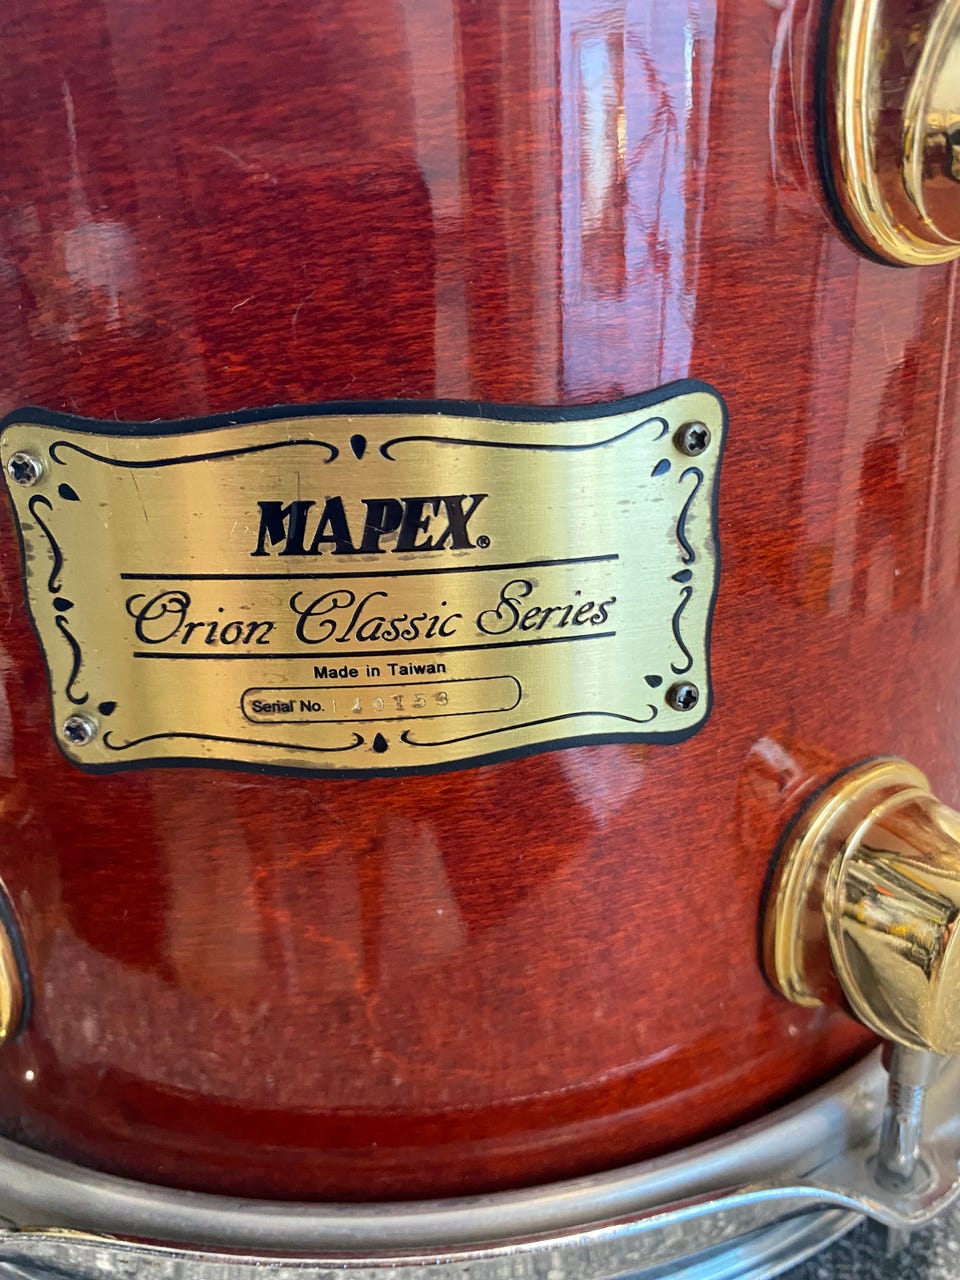 MAPEX®
Orion Classic Series
Made in Taiwan
Serial No.